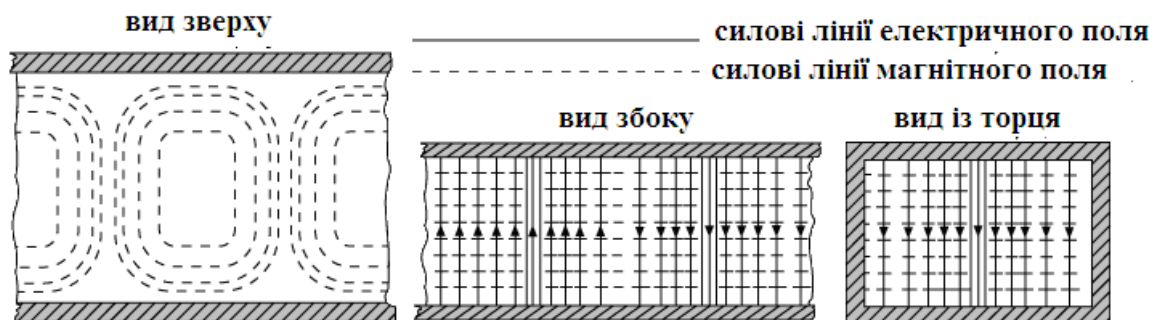 вид зверху
силові лінії електричного поля
силові лінії магнітного поля
вид збоку
вид із торця